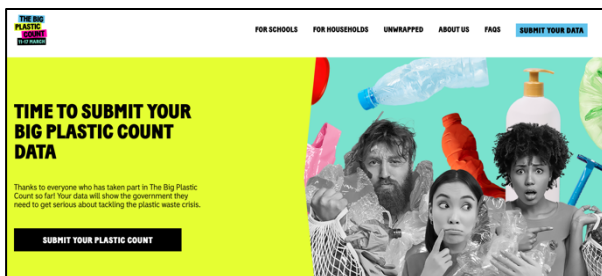 THE BIG
PLASTIC
COUNT
11-17 MARCH
FOR SCHOOLS
FOR HOUSEHOLDS
UNWRAPPED
ABOUT US
FAQS
SUBMIT YOUR DATA
TIME TO SUBMIT YOUR
BIG PLASTIC COUNT
DATA
Thanks to everyone who has taken part in The Big Plastic
Count so far! Your data will show the government they
need to get serious about tackling the plastic waste crisis.
SUBMIT YOUR PLASTIC COUNT